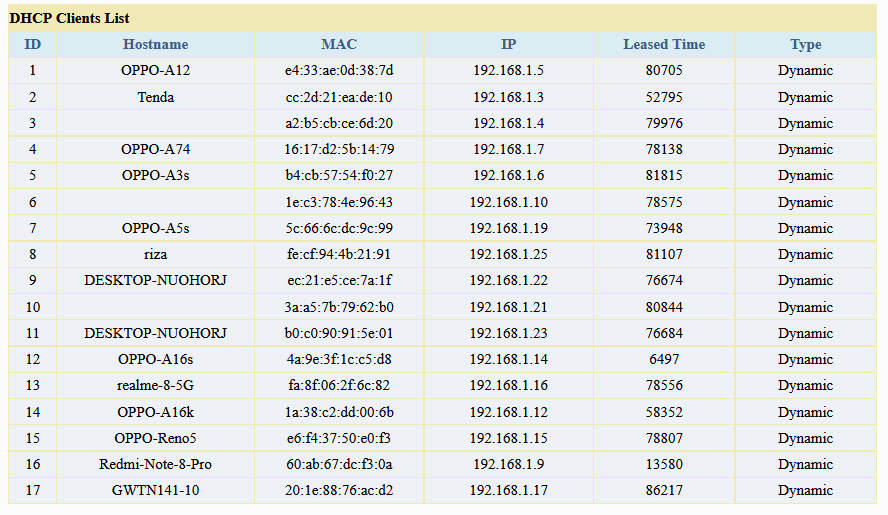 DHCP Clients List
ID Hostname MAC IP Leased Time Type
1 OPPO-A12 e4:33:ae:0d:38:7d 192.168.1.5 80705 Dynamic
2 Tenda cc:2d:21:ea:de:10 192.168.1.3 52795 Dynamic
3 a2:b5:cb:ce:6d:20 192.168.1.4 79976 Dynamic
4 OPPO-A74 16:17:d2:5b:14:79 192.168.1.7 78138 Dynamic
5 OPPO-A3s b4:cb:57:54:f0:27 192.168.1.6 81815 Dynamic
6 1e:c3:78:4e:96:43 192.168.1.10 78575 Dynamic
7 OPPO-A5s 5c:66:6c:dc:9c:99 192.168.1.19 73948 Dynamic
8 riza fe:cf:94:4b:21:91 192.168.1.25 81107 Dynamic
9 DESKTOP-NUOHORJ ec:21:e5:ce:7a:1f 192.168.1.22 76674 Dynamic
10 3a:a5:7b:79:62:b0 192.168.1.21 80844 Dynamic
11 DESKTOP-NUOHORJ b0:c0:90:91:5e:01 192.168.1.23 76684 Dynamic
12 OPPO-A16s 4a:9e:3f:1c:c5:d8 192.168.1.14 6497 Dynamic
13 realme-8-5G fa:8f:06:2f:6c:82 192.168.1.16 78556 Dynamic
14 OPPO-A16k 1a:38:c2:dd:00:6b 192.168.1.12 58352 Dynamic
15 OPPO-Reno5 e6:f4:37:50:e0:f3 192.168.1.15 78807 Dynamic
16 Redmi-Note-8-Pro 60:ab:67:dc:f3:0a 192.168.1.9 13580 Dynamic
17 GWTN141-10 20:1e:88:76:ac:d2 192.168.1.17 86217 Dynamic